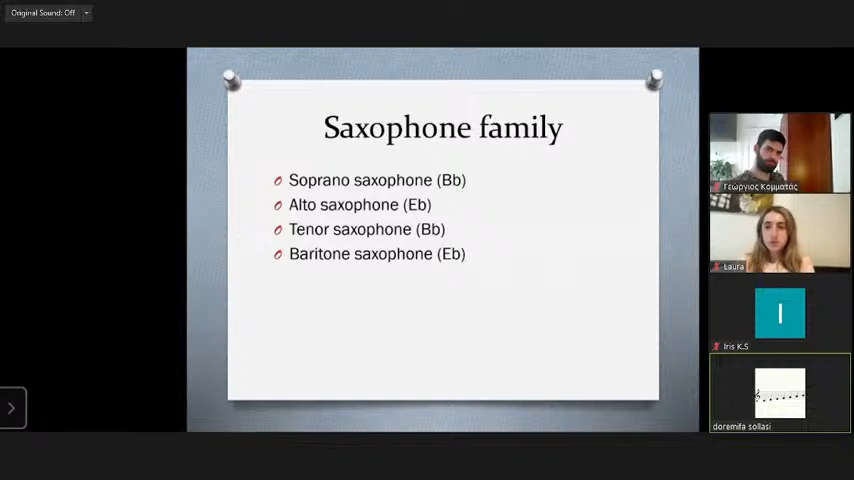 Original Sound: Off
Saxophone family
Soprano saxophone (Bb)
Alto saxophone (Eb)
Tenor saxophone (Bb)
Baritone saxophone (Eb)
Γεώργιος Κομματάς
Laura
I
Iris K.S
doremifa sollasi